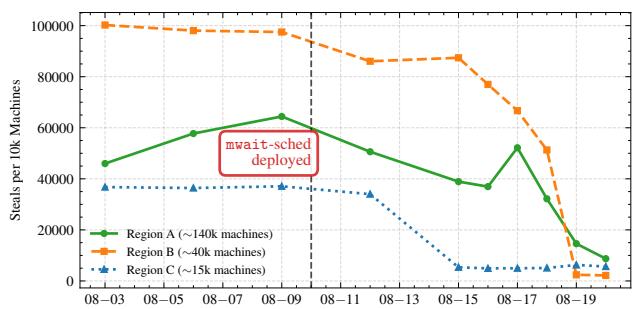 Steals per 10k Machines
100000
80000
60000
40000
20000
0
mwait-sched
deployed
Region A (~140k machines)
Region B (~40k machines)
Region C (~15k machines)
08−03 08−05 08−07 08−09 08−11 08−13 08−15 08−17 08−19